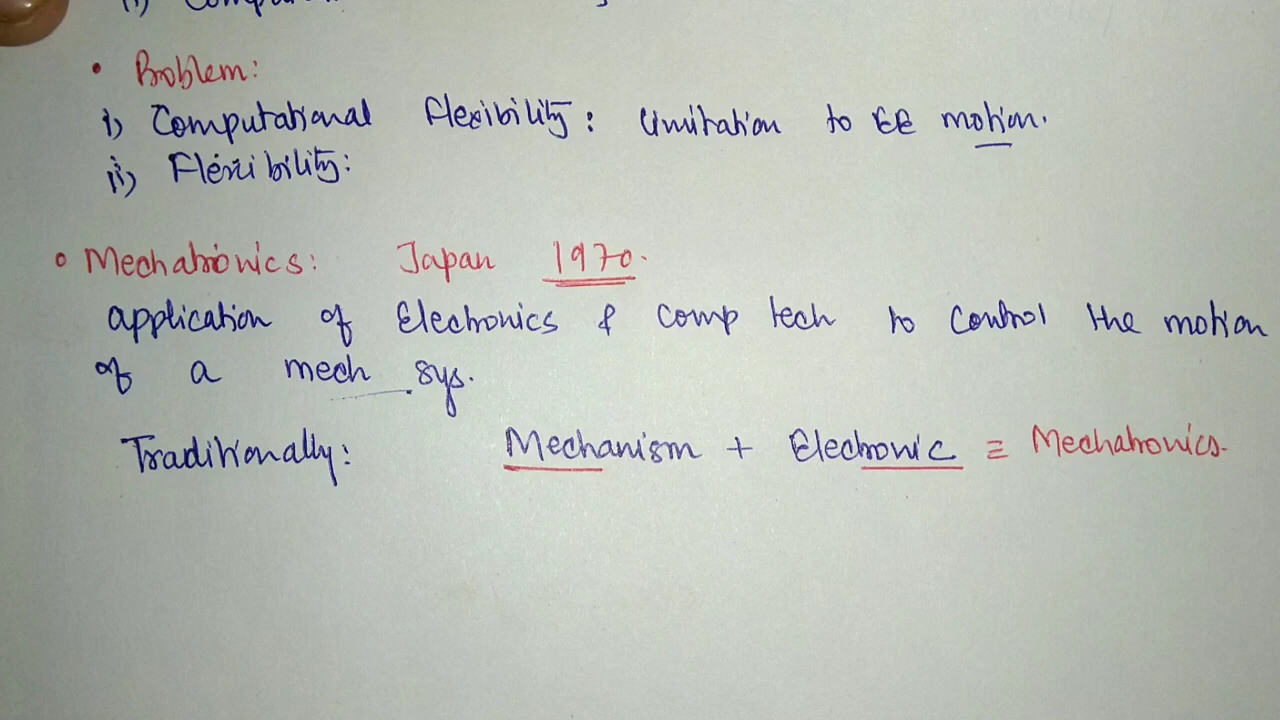 ii)
• Problem:
i) Computational Flexibility: limitation to EE motion.
ii) Flexibility:
• Mechatronics: Japan 1970.
application of Electronics & comp tech to control the motion
of a mech sys.
Traditionally: Mechanism + Electronic ≡ Mechatronics.